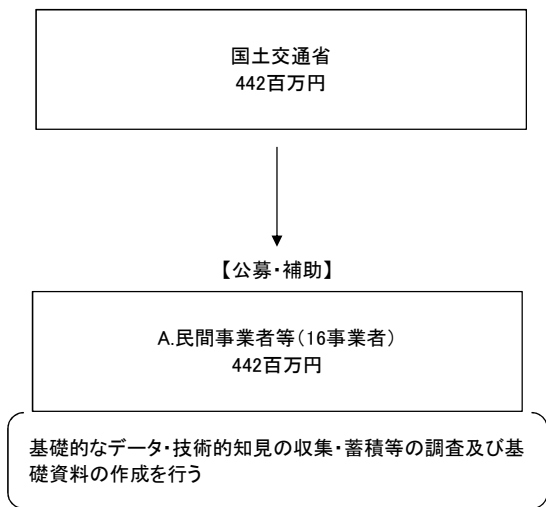 国土交通省
442百万円
【公募・補助】
A.民間事業者等（16事業者）
442百万円
基礎的なデータ・技術的知見の収集・蓄積等の調査及び基
礎資料の作成を行う